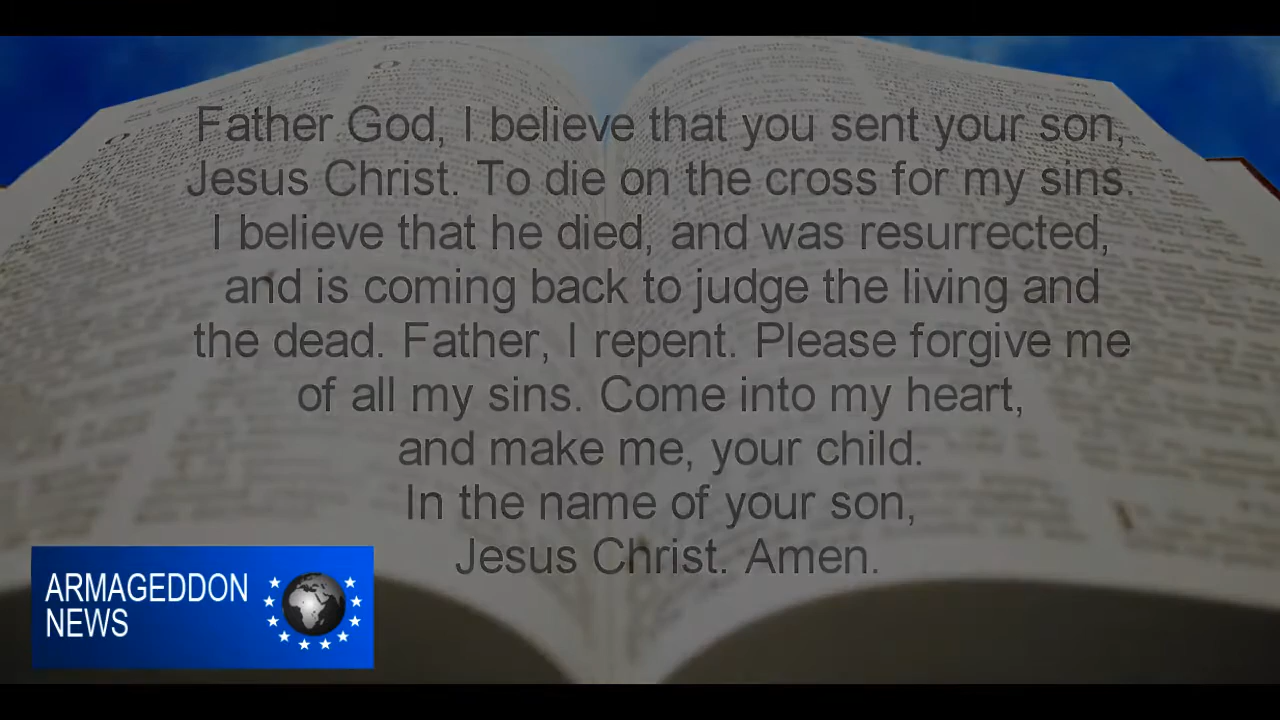 Father God, I believe that you sent your son,
Jesus Christ. To die on the cross for my sins.
I believe that he died, and was resurrected,
and is coming back to judge the living and
the dead. Father, I repent. Please forgive me
of all my sins. Come into my heart,
and make me, your child.
In the name of your son,
Jesus Christ. Amen.
ARMAGEDDON
NEWS